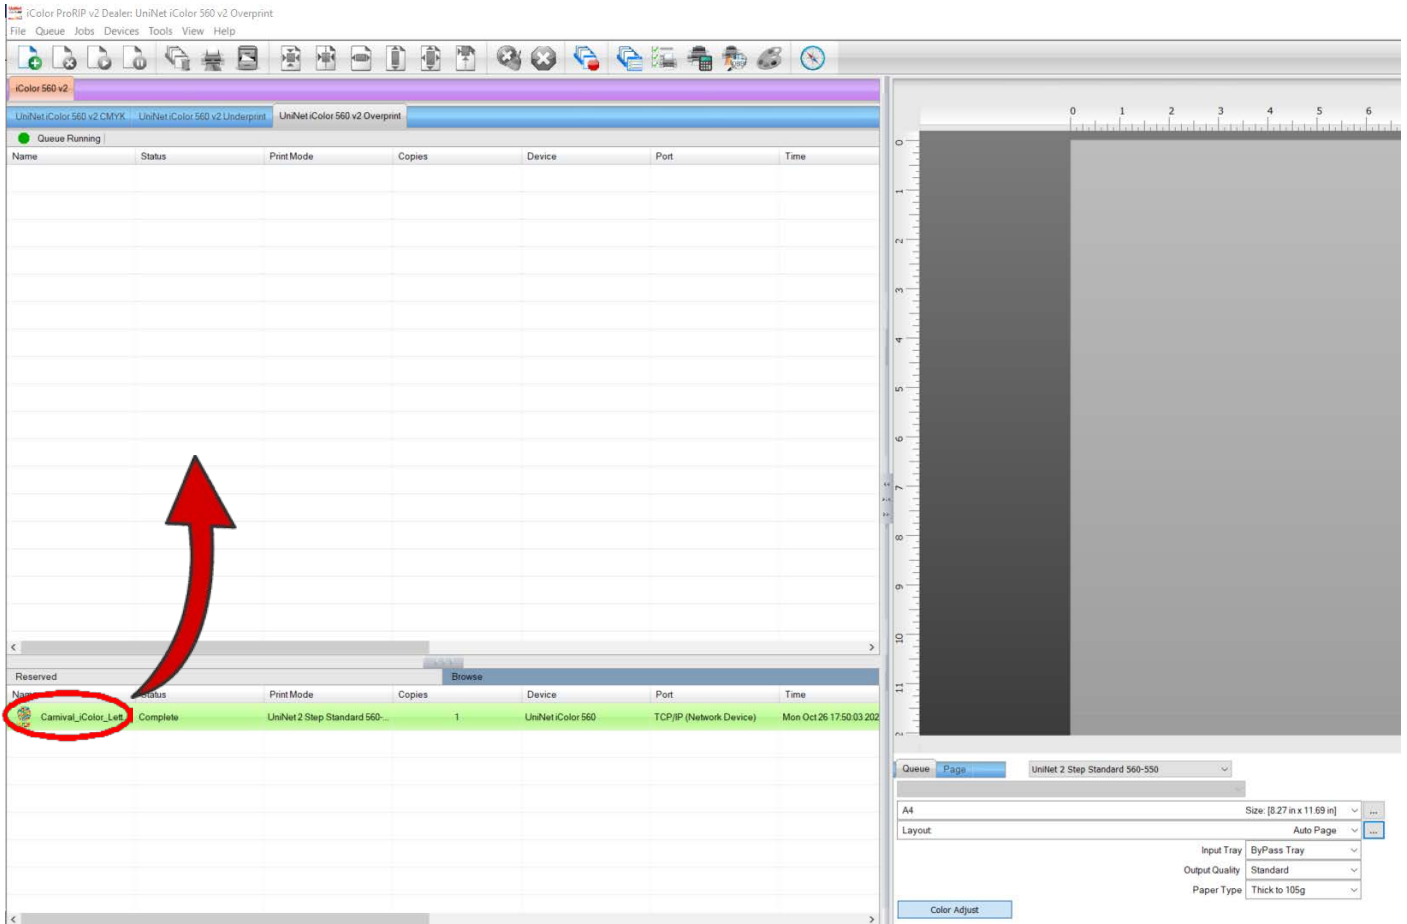 iColor ProRIP v2 Dealer: UniNet iColor 560 v2 Overprint
File Queue Jobs Devices Tools View Help
iColor 560 v2
UniNet iColor 560 v2 CMYK UniNet iColor 560 v2 Underprint UniNet iColor 560 v2 Overprint
Queue Running
Name Status Print Mode Copies Device Port Time
0 1 2 3 4 5 6
0
1
2
3
4
5
6
7
8
9
10
11
Reserved Browse
Name Status Print Mode Copies Device Port Time
Carnival_iColor_Lett... Complete UniNet 2 Step Standard 560-... 1 UniNet iColor 560 TCP/IP (Network Device) Mon Oct 26 17:50:03 202
Queue Page UniNet 2 Step Standard 560-550
A4 Size: [8.27 in x 11.69 in] ...
Layout Auto Page ...
Input Tray ByPass Tray
Output Quality Standard
Paper Type Thick to 105g
Color Adjust